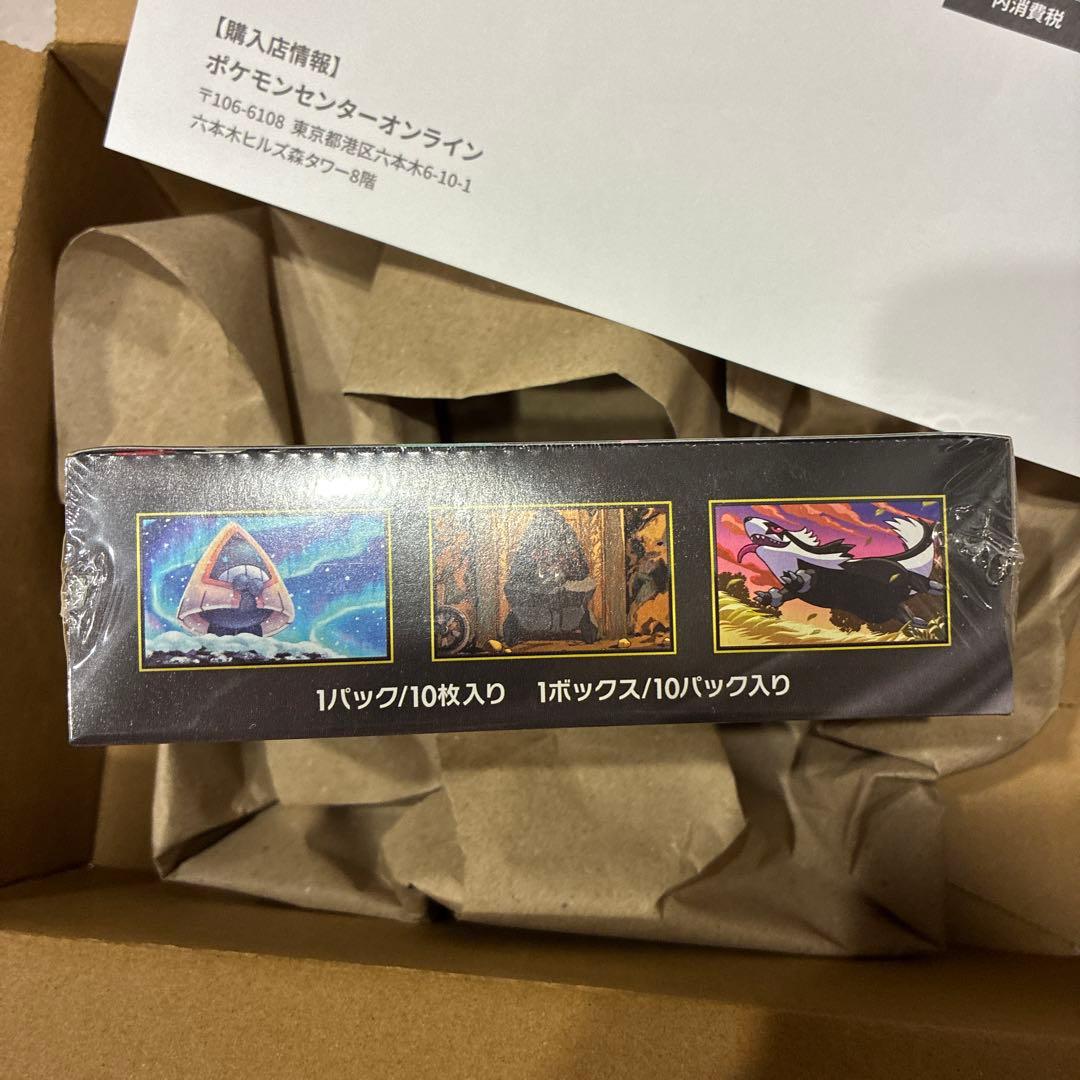 内消費税
【購入店情報】
ポケモンセンターオンライン
〒106-6108 東京都港区六本木6-10-1
六本木ヒルズ森タワー8階
1パック/10枚入り 1ボックス/10パック入り